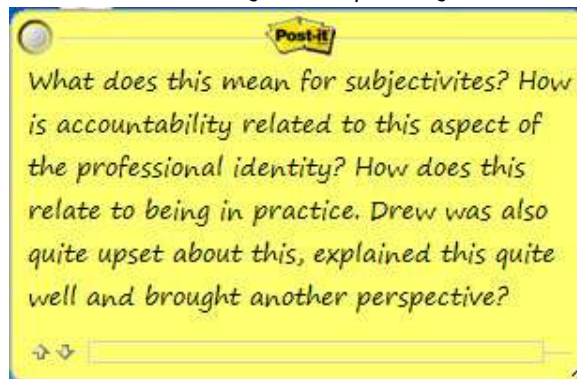 Post-it
What does this mean for subjectivites? How
is accountability related to this aspect of
the professional identity? How does this
relate to being in practice. Drew was also
quite upset about this, explained this quite
well and brought another perspective?